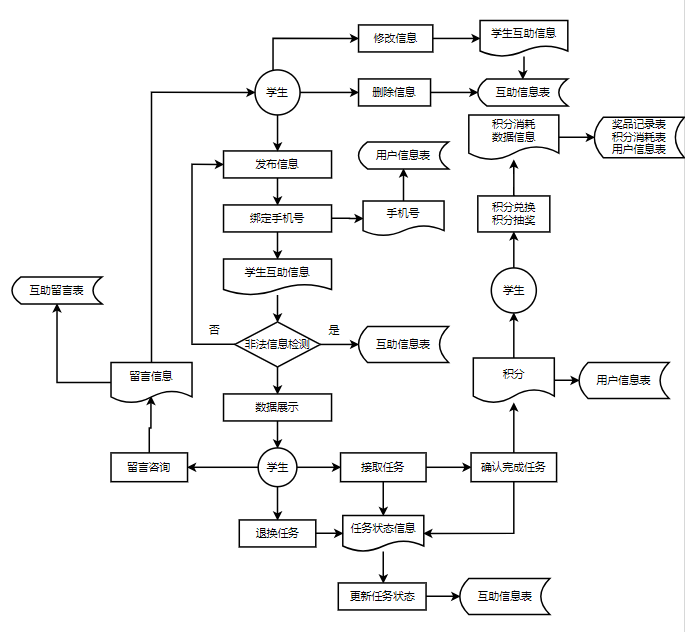 修改信息
学生互助信息
学生
删除信息
互助信息表
积分消耗
数据信息
奖品记录表
积分消耗表
用户信息表
发布信息
用户信息表
绑定手机号
手机号
积分兑换
积分抽奖
学生互助信息
学生
互助留言表
否
是
非法信息检测
互助信息表
留言信息
积分
用户信息表
数据展示
留言咨询
学生
接取任务
确认完成任务
退换任务
任务状态信息
更新任务状态
互助信息表